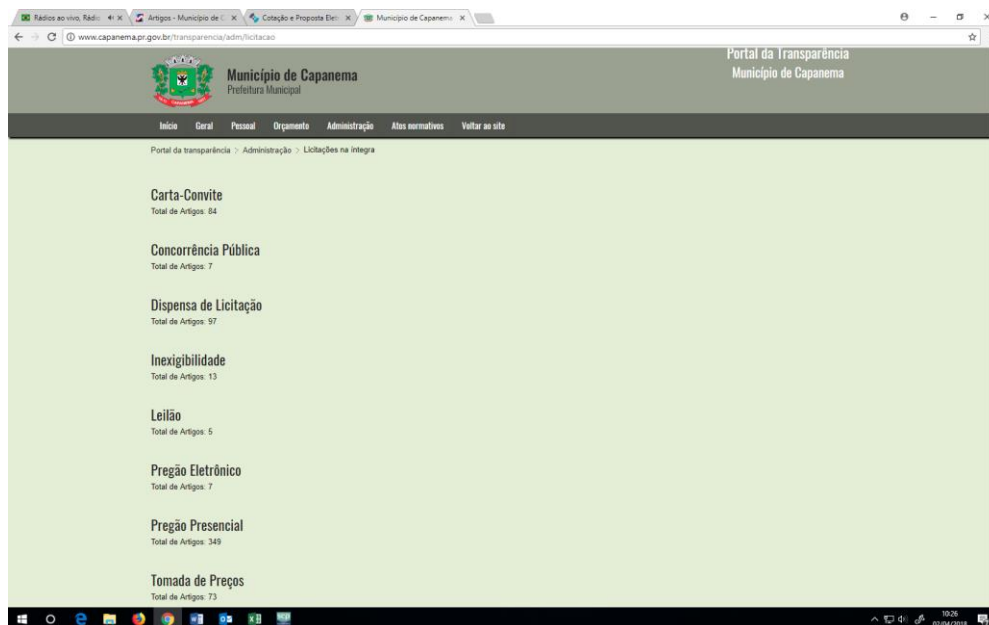 Rádios ao vivo, Rádio
Artigos - Município de C
Cotação e Proposta Elet
Município de Capanema
www.capanema.pr.gov.br/transparencia/adm/licitacao
Município de Capanema
Prefeitura Municipal
Portal da Transparência
Município de Capanema
Início Geral Pessoal Orçamento Administração Atos normativos Voltar ao site
Portal da transparência > Administração > Licitações na íntegra
Carta-Convite
Total de Artigos: 84
Concorrência Pública
Total de Artigos: 7
Dispensa de Licitação
Total de Artigos: 97
Inexigibilidade
Total de Artigos: 13
Leilão
Total de Artigos: 5
Pregão Eletrônico
Total de Artigos: 7
Pregão Presencial
Total de Artigos: 349
Tomada de Preços
Total de Artigos: 73
10:26
02/04/2018